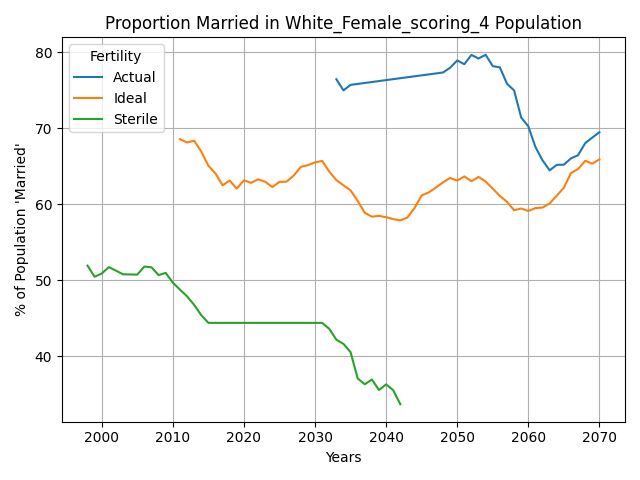 Proportion Married in White_Female_scoring_4 Population
% of Population 'Married'
80
70
60
50
40
Fertility
Actual
Ideal
Sterile
2000 2010 2020 2030 2040 2050 2060 2070
Years